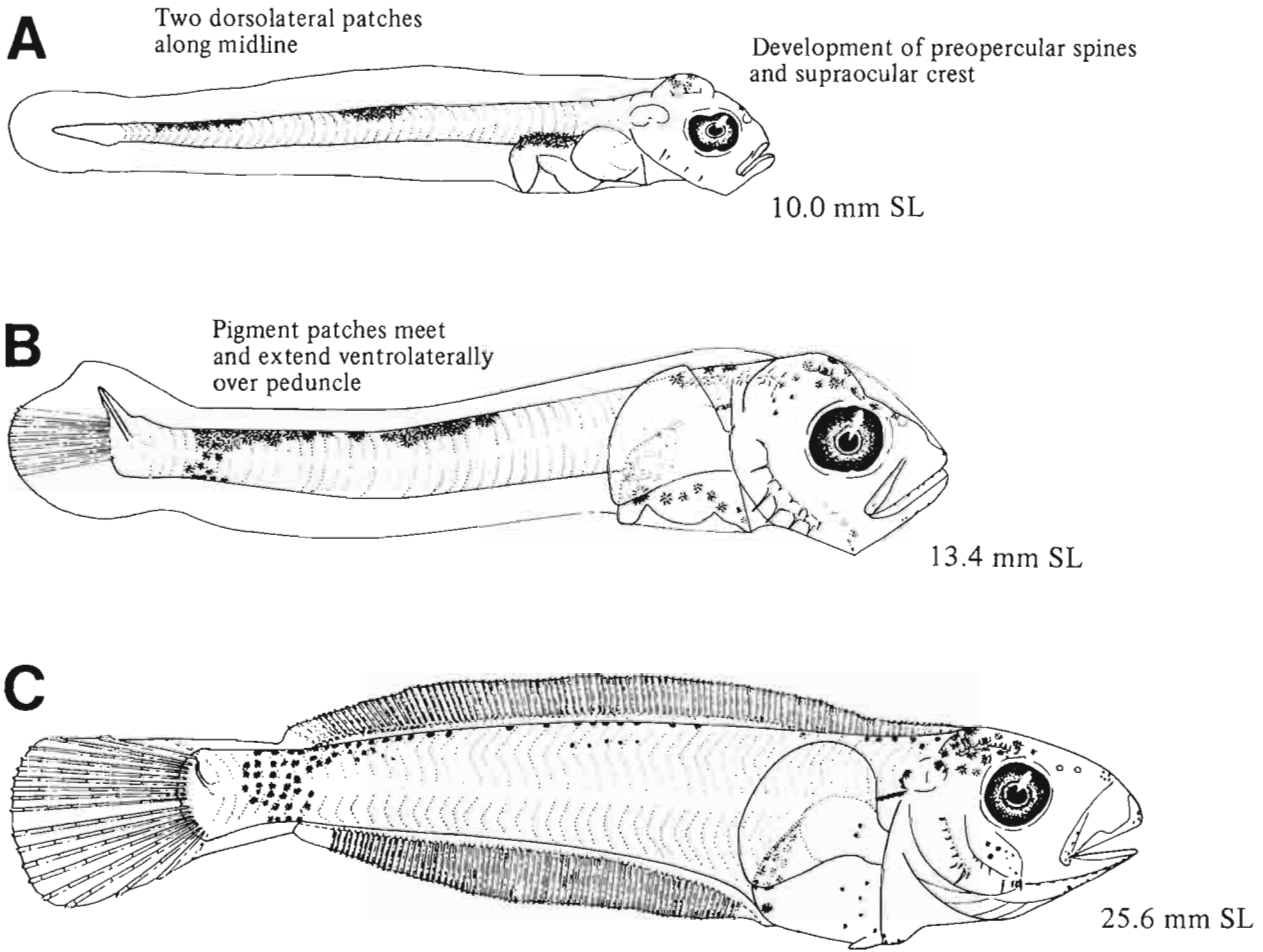 A
Two dorsolateral patches
along midline
Development of preopercular spines
and supraocular crest
10.0 mm SL
B
Pigment patches meet
and extend ventrolaterally
over peduncle
13.4 mm SL
C
25.6 mm SL